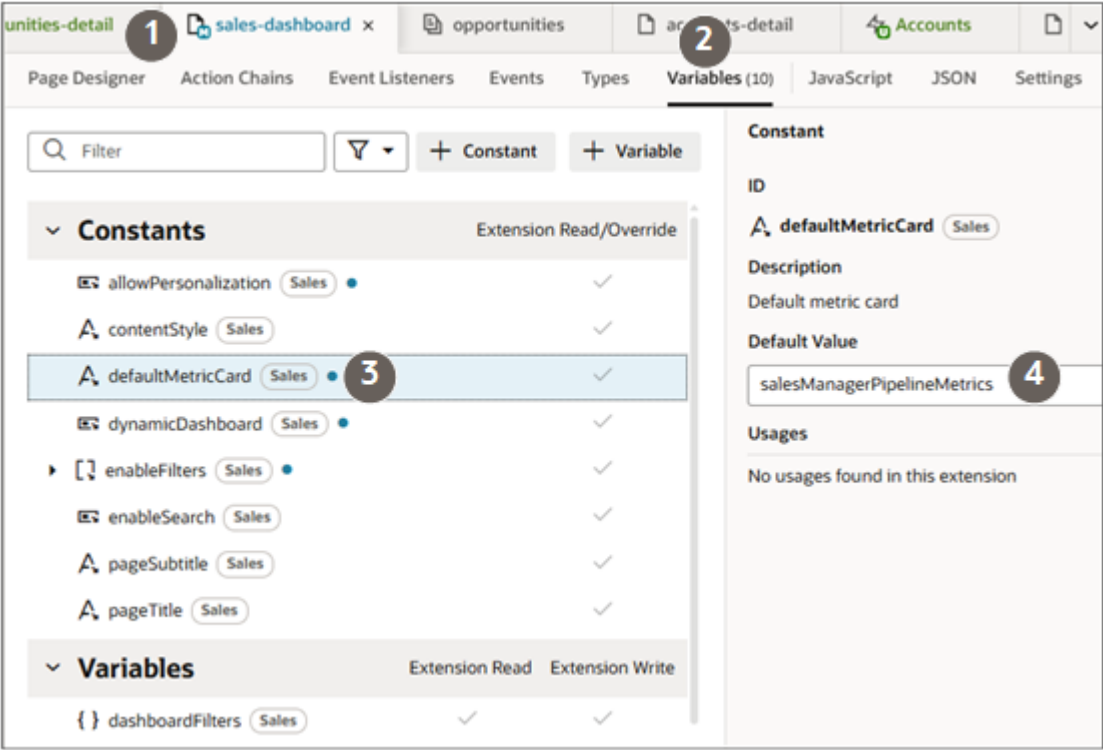 unities-detail 1 sales-dashboard × opportunities ts-detail Accounts
2
Page Designer Action Chains Event Listeners Events Types Variables (10) JavaScript JSON Settings
Filter + Constant + Variable
Constants Extension Read/Override
allowPersonalization Sales
contentStyle Sales
defaultMetricCard Sales 3
dynamicDashboard Sales
enableFilters Sales
enableSearch Sales
pageSubtitle Sales
pageTitle Sales
Variables Extension Read Extension Write
{ } dashboardFilters Sales
Constant
ID
defaultMetricCard Sales
Description
Default metric card
Default Value
salesManagerPipelineMetrics 4
Usages
No usages found in this extension